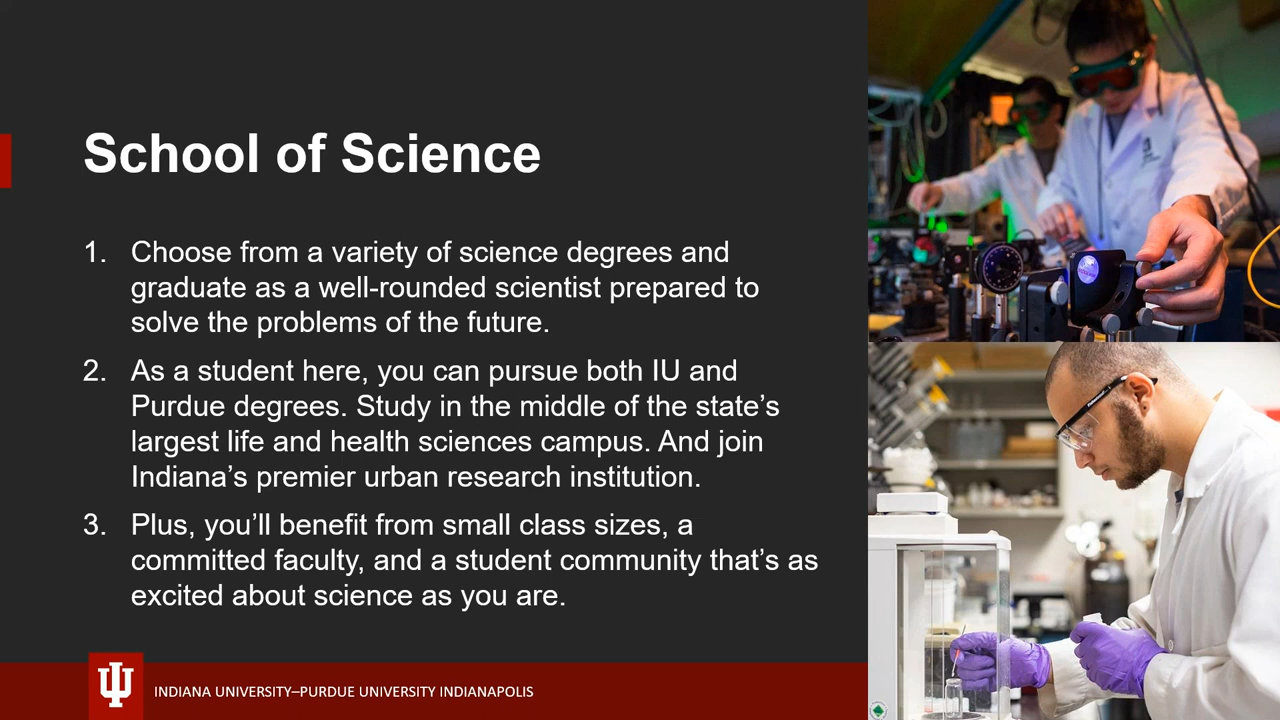 School of Science
1. Choose from a variety of science degrees and
graduate as a well-rounded scientist prepared to
solve the problems of the future.
2. As a student here, you can pursue both IU and
Purdue degrees. Study in the middle of the state’s
largest life and health sciences campus. And join
Indiana’s premier urban research institution.
3. Plus, you’ll benefit from small class sizes, a
committed faculty, and a student community that’s as
excited about science as you are.
INDIANA UNIVERSITY–PURDUE UNIVERSITY INDIANAPOLIS